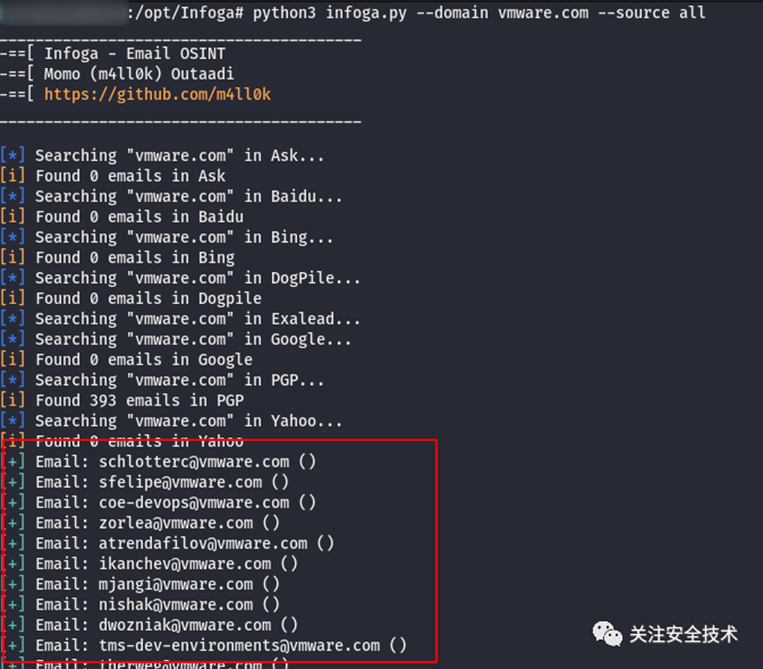 :/opt/Infoga# python3 infoga.py --domain vmware.com --source all
-==[ Infoga - Email OSINT
-==[ Momo (m4ll0k) Outaadi
-==[ https://github.com/m4ll0k
[*] Searching "vmware.com" in Ask...
[i] Found 0 emails in Ask
[*] Searching "vmware.com" in Baidu...
[i] Found 0 emails in Baidu
[*] Searching "vmware.com" in Bing...
[i] Found 0 emails in Bing
[*] Searching "vmware.com" in DogPile...
[i] Found 0 emails in Dogpile
[*] Searching "vmware.com" in Exalead...
[*] Searching "vmware.com" in Google...
[i] Found 0 emails in Google
[*] Searching "vmware.com" in PGP...
[i] Found 393 emails in PGP
[*] Searching "vmware.com" in Yahoo...
[i] Found 0 emails in Yahoo
[+] Email: schlotterc@vmware.com ()
[+] Email: sfelipe@vmware.com ()
[+] Email: coe-devops@vmware.com ()
[+] Email: zorlea@vmware.com ()
[+] Email: atrendafilov@vmware.com ()
[+] Email: ikanchev@vmware.com ()
[+] Email: mjangi@vmware.com ()
[+] Email: nishak@vmware.com ()
[+] Email: dwozniak@vmware.com ()
[+] Email: tms-dev-environments@vmware.com ()
[+] Email: @vmware.com ()
关注安全技术